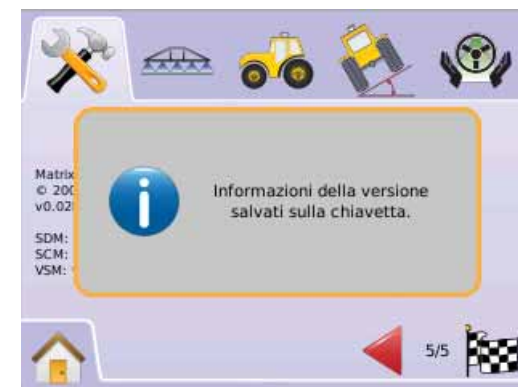 Matrix
© 200
v0.02
Informazioni della versione
salvati sulla chiavetta.
SDM:
SCM:
VSM:
5/5